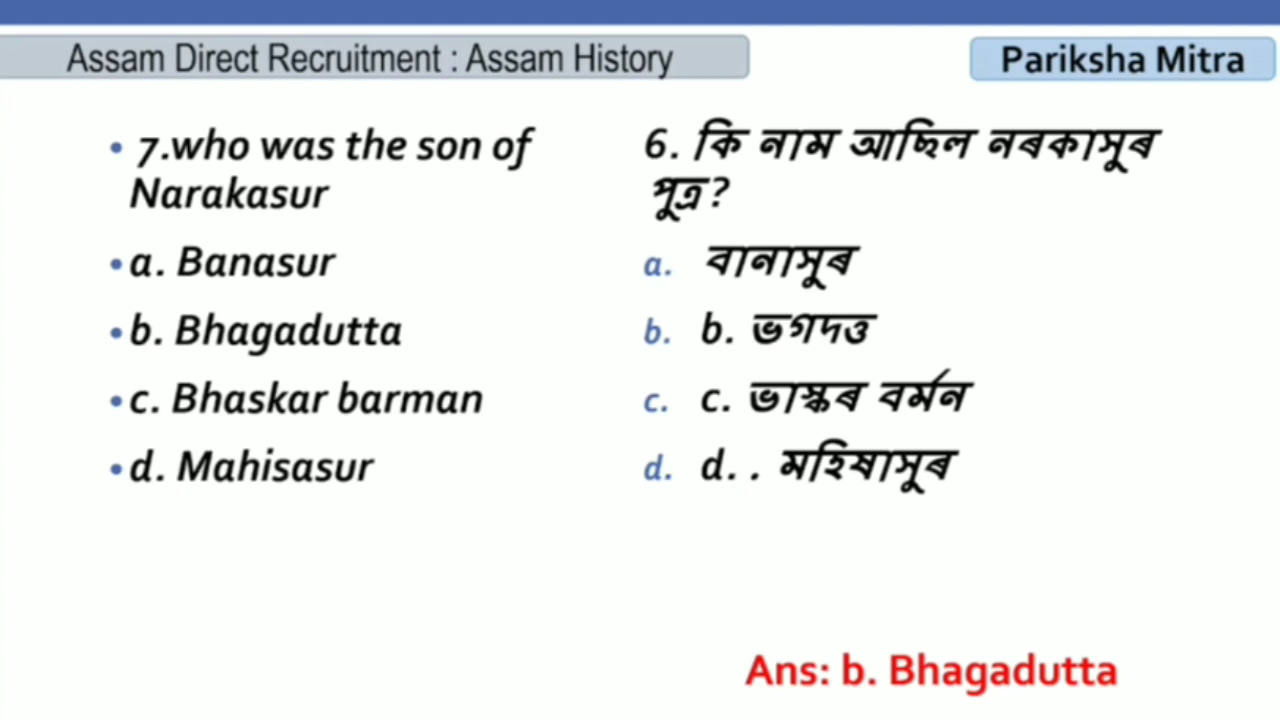 Assam Direct Recruitment : Assam History
Pariksha Mitra
• 7.who was the son of
Narakasur
• a. Banasur
• b. Bhagadutta
• c. Bhaskar barman
• d. Mahisasur
6. কি নাম আছিল নৰকাসুৰ
পুত্ৰ?
a. বানাসুৰ
b. b. ভগদত্ত
c. c. ভাস্কৰ বৰ্মন
d. d. . মহিষাসুৰ
Ans: b. Bhagadutta